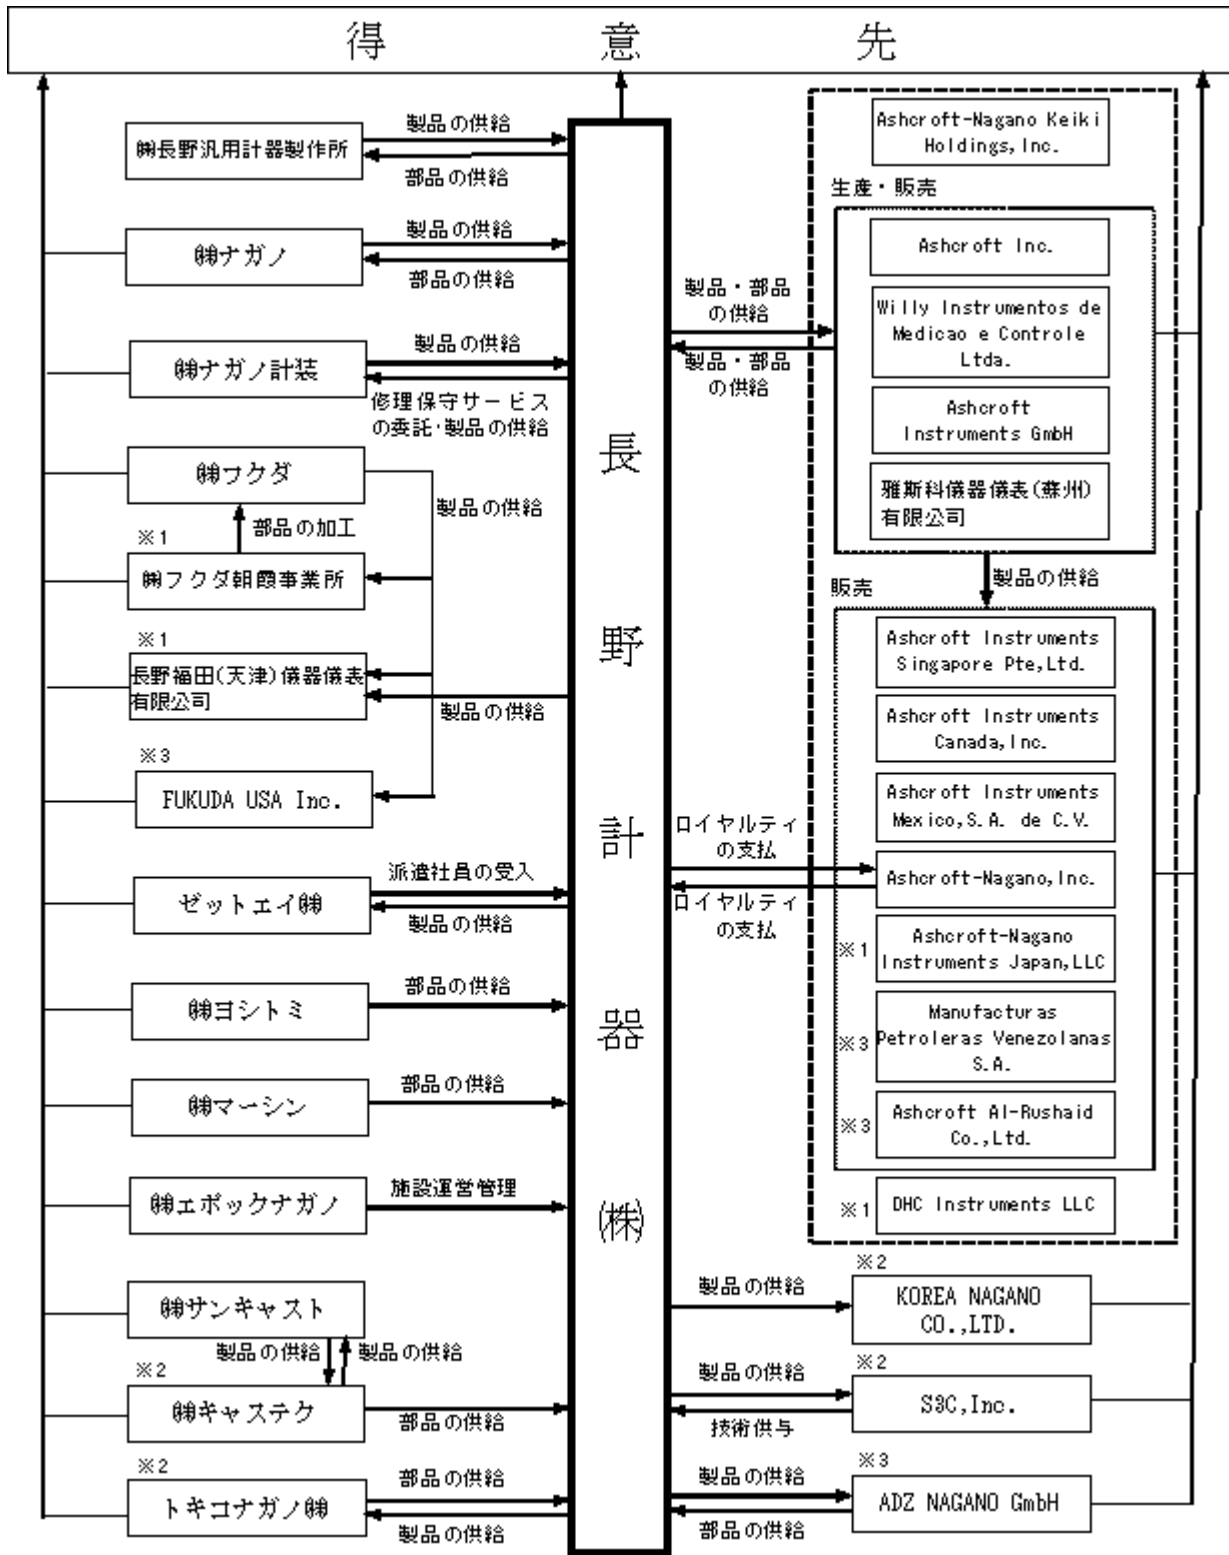 得意先
製品の供給
㈱長野汎用計器製作所
部品の供給
製品の供給
㈱ナガノ
部品の供給
製品の供給
㈱ナガノ計装
修理保守サービス
の委託・製品の供給
㈱フクダ
製品の供給
部品の加工
※1
㈱フクダ朝霞事業所
※1
長野福田(天津)儀器儀表
有限公司
製品の供給
※3
FUKUDA USA Inc.
派遣社員の受入
ゼットエイ㈱
製品の供給
部品の供給
㈱ヨシトミ
部品の供給
㈱マーシン
施設運営管理
㈱エポックナガノ
㈱サンキャスト
製品の供給
製品の供給
※2
㈱キャステク
部品の供給
※2
部品の供給
トキコナガノ㈱
製品の供給
長野計器(株)
Ashcroft-Nagano Keiki
Holdings,Inc.
生産・販売
Ashcroft Inc.
製品・部品
の供給
Willy Instrumentos de
Medicao e Controle
Ltda.
製品・部品
の供給
Ashcroft
Instruments GmbH
雅斯科儀器儀表(蘇州)
有限公司
製品の供給
販売
Ashcroft Instruments
Singapore Pte,Ltd.
Ashcroft Instruments
Canada,Inc.
Ashcroft Instruments
Mexico,S.A. de C.V.
ロイヤルティ
の支払
Ashcroft-Nagano,Inc.
ロイヤルティ
の支払
※1
Ashcroft-Nagano
Instruments Japan,LLC
※3
Manufacturas
Petroleras Venezolanas
S.A.
※3
Ashcroft Al-Rushaid
Co.,Ltd.
※1
DHC Instruments LLC
※2
製品の供給
KOREA NAGANO
CO.,LTD.
※2
製品の供給
S3C,Inc.
技術供与
※3
製品の供給
ADZ NAGANO GmbH
部品の供給